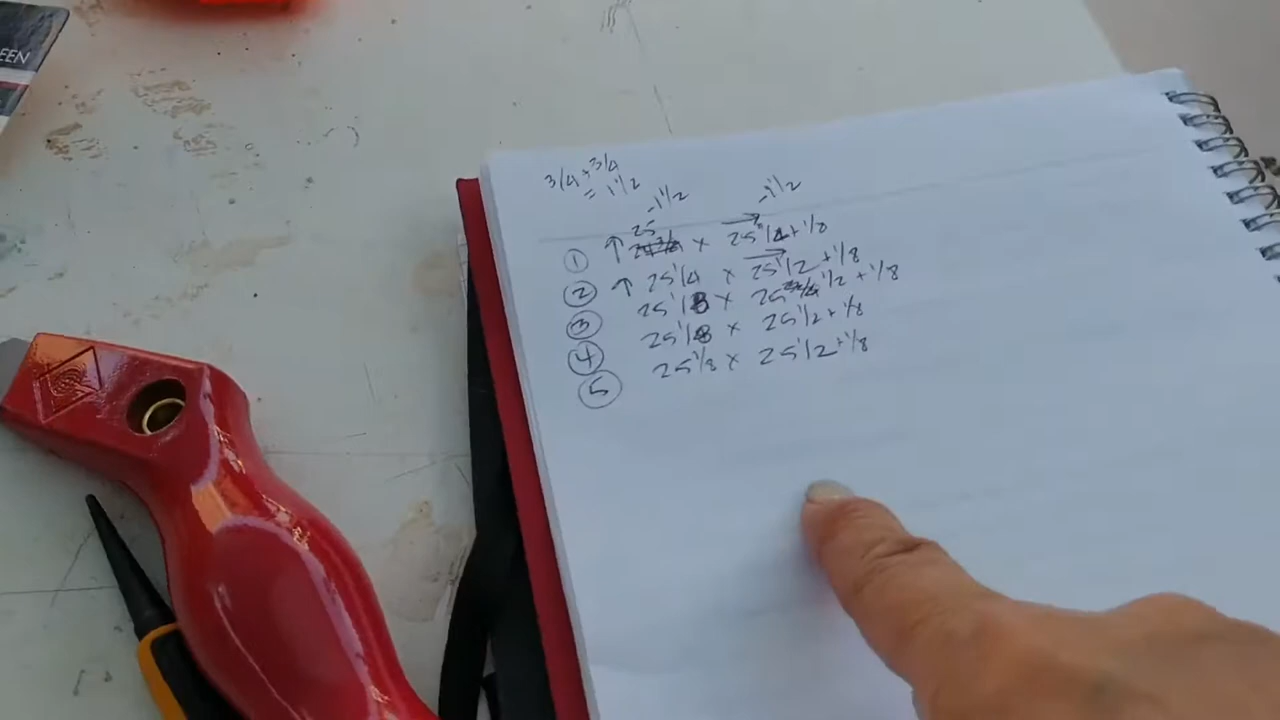 EEN
3/4 + 3/4
= 1 1/2
-1 1/2 -1 1/2
25
① ↑ x 25 1/4 + 1/8
② ↑ 25 1/4 x 25 1/2 + 1/8
③ 25 1/8 x 25 1/2 + 1/8
④ 25 1/8 x 25 1/2 + 1/8
⑤ 25 1/8 x 25 1/2 + 1/8